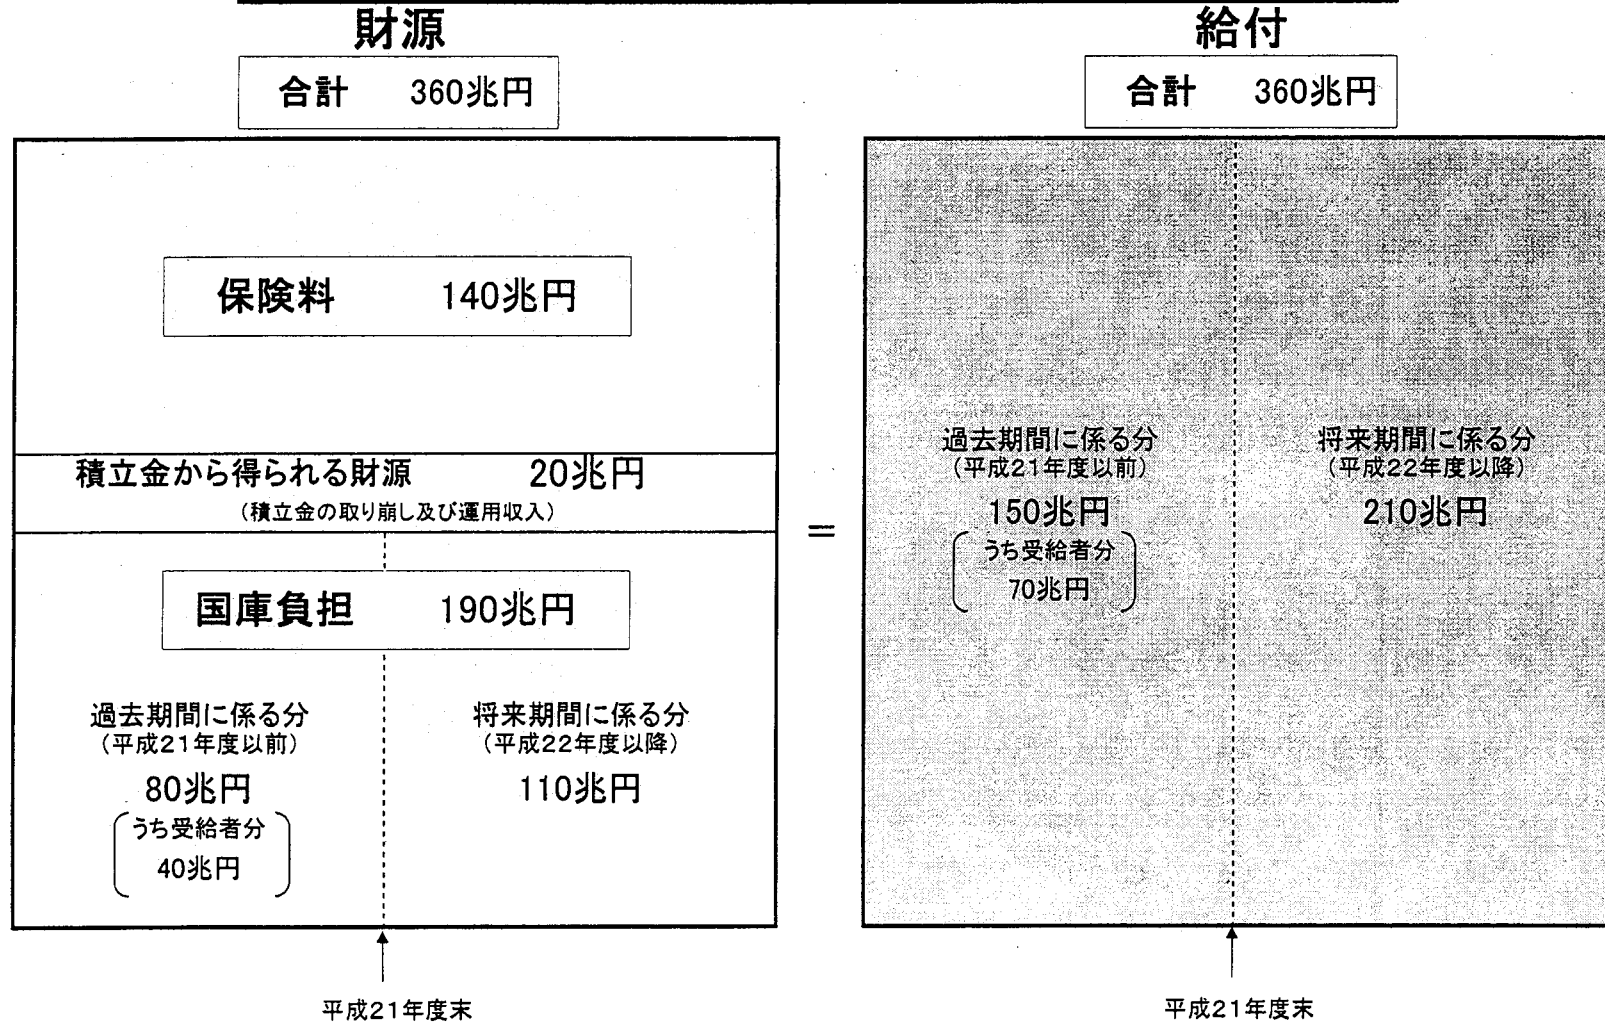 財源
合計 360兆円
保険料 140兆円
積立金から得られる財源 20兆円
(積立金の取り崩し及び運用収入)
国庫負担 190兆円
過去期間に係る分
(平成21年度以前)
80兆円
うち受給者分
40兆円
将来期間に係る分
(平成22年度以降)
110兆円
平成21年度末
=
給付
合計 360兆円
過去期間に係る分
(平成21年度以前)
150兆円
うち受給者分
70兆円
将来期間に係る分
(平成22年度以降)
210兆円
平成21年度末